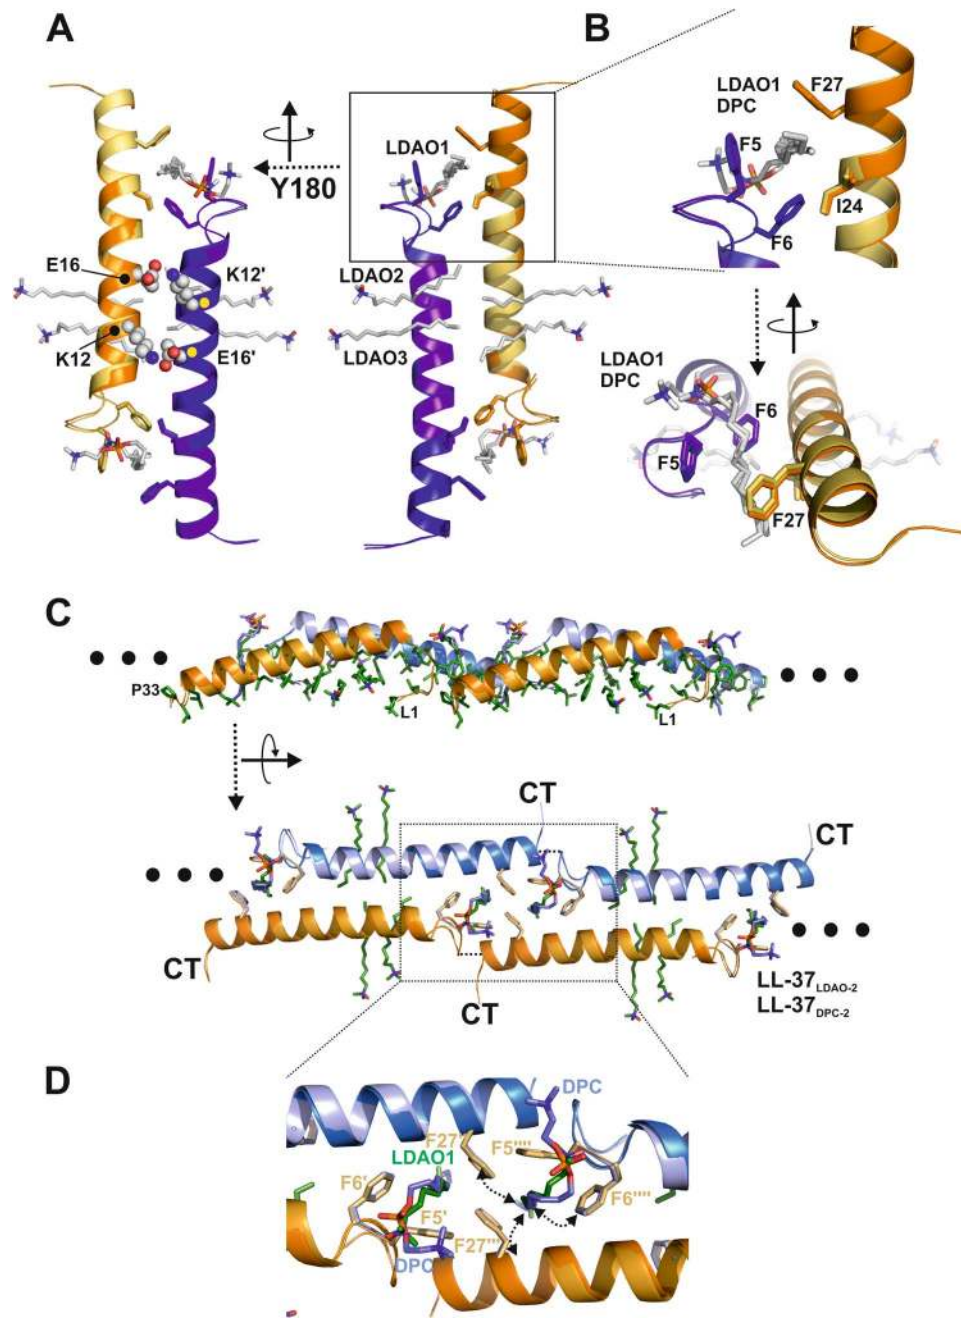 A
B
Y180
LDAO1
LDAO2
LDAO3
E16
K12
K12'
E16'
LDAO1
DPC
F27
F5
I24
F6
LDAO1
DPC
F6
F5
F27
C
P33
L1
L1
CT
CT
CT
CT
LL-37LDAO-2
LL-37DPC-2
D
DPC
F27'
F5''''
LDAO1
F6'
F6''''
F5'
F27'''
DPC